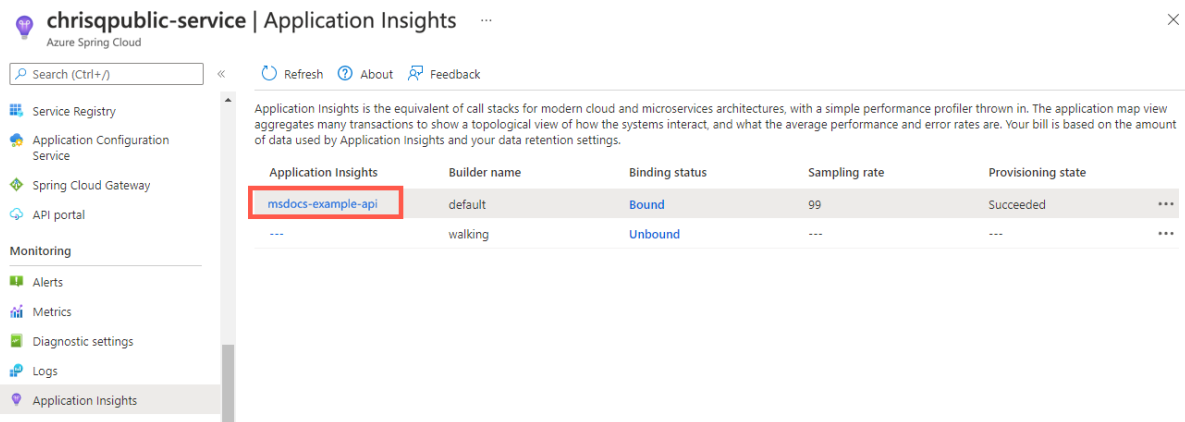 chrisqpublic-service | Application Insights ...
Azure Spring Cloud
Search (Ctrl+/)
Refresh About Feedback
Service Registry
Application Configuration
Service
Spring Cloud Gateway
API portal
Monitoring
Alerts
Metrics
Diagnostic settings
Logs
Application Insights
Application Insights is the equivalent of call stacks for modern cloud and microservices architectures, with a simple performance profiler thrown in. The application map view
aggregates many transactions to show a topological view of how the systems interact, and what the average performance and error rates are. Your bill is based on the amount
of data used by Application Insights and your data retention settings.
Application Insights Builder name Binding status Sampling rate Provisioning state
msdocs-example-api default Bound 99 Succeeded
--- walking Unbound --- ---